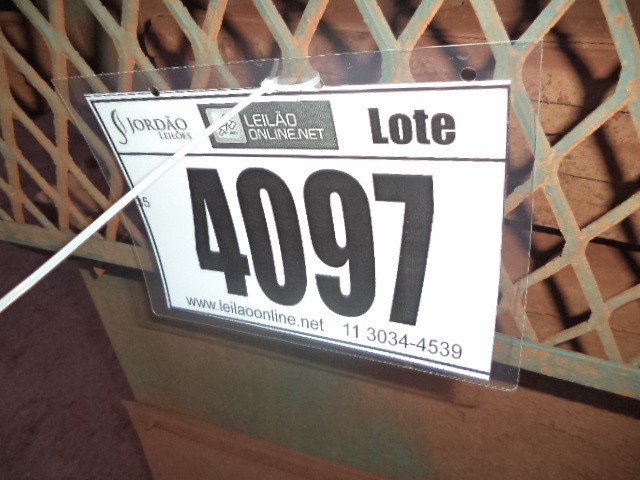 JORDÃO
LEILÕES
LEILÃO
ONLINE.NET
Lote
4097
www.leilaoonline.net 11 3034-4539